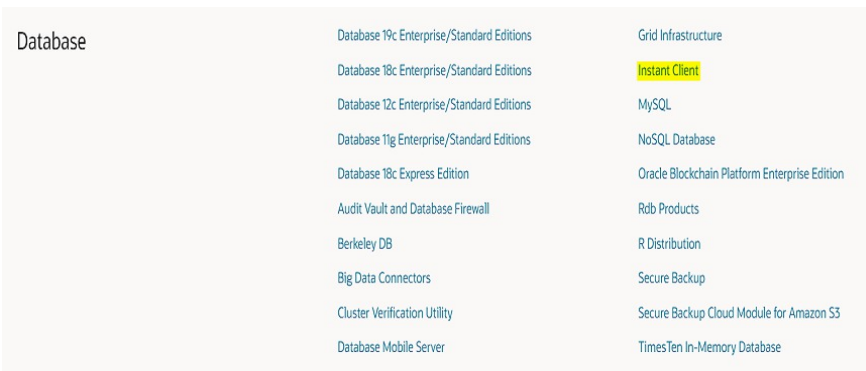 Database
Database 19c Enterprise/Standard Editions
Database 18c Enterprise/Standard Editions
Database 12c Enterprise/Standard Editions
Database 11g Enterprise/Standard Editions
Database 18c Express Edition
Audit Vault and Database Firewall
Berkeley DB
Big Data Connectors
Cluster Verification Utility
Database Mobile Server
Grid Infrastructure
Instant Client
MySQL
NoSQL Database
Oracle Blockchain Platform Enterprise Edition
Rdb Products
R Distribution
Secure Backup
Secure Backup Cloud Module for Amazon S3
TimesTen In-Memory Database